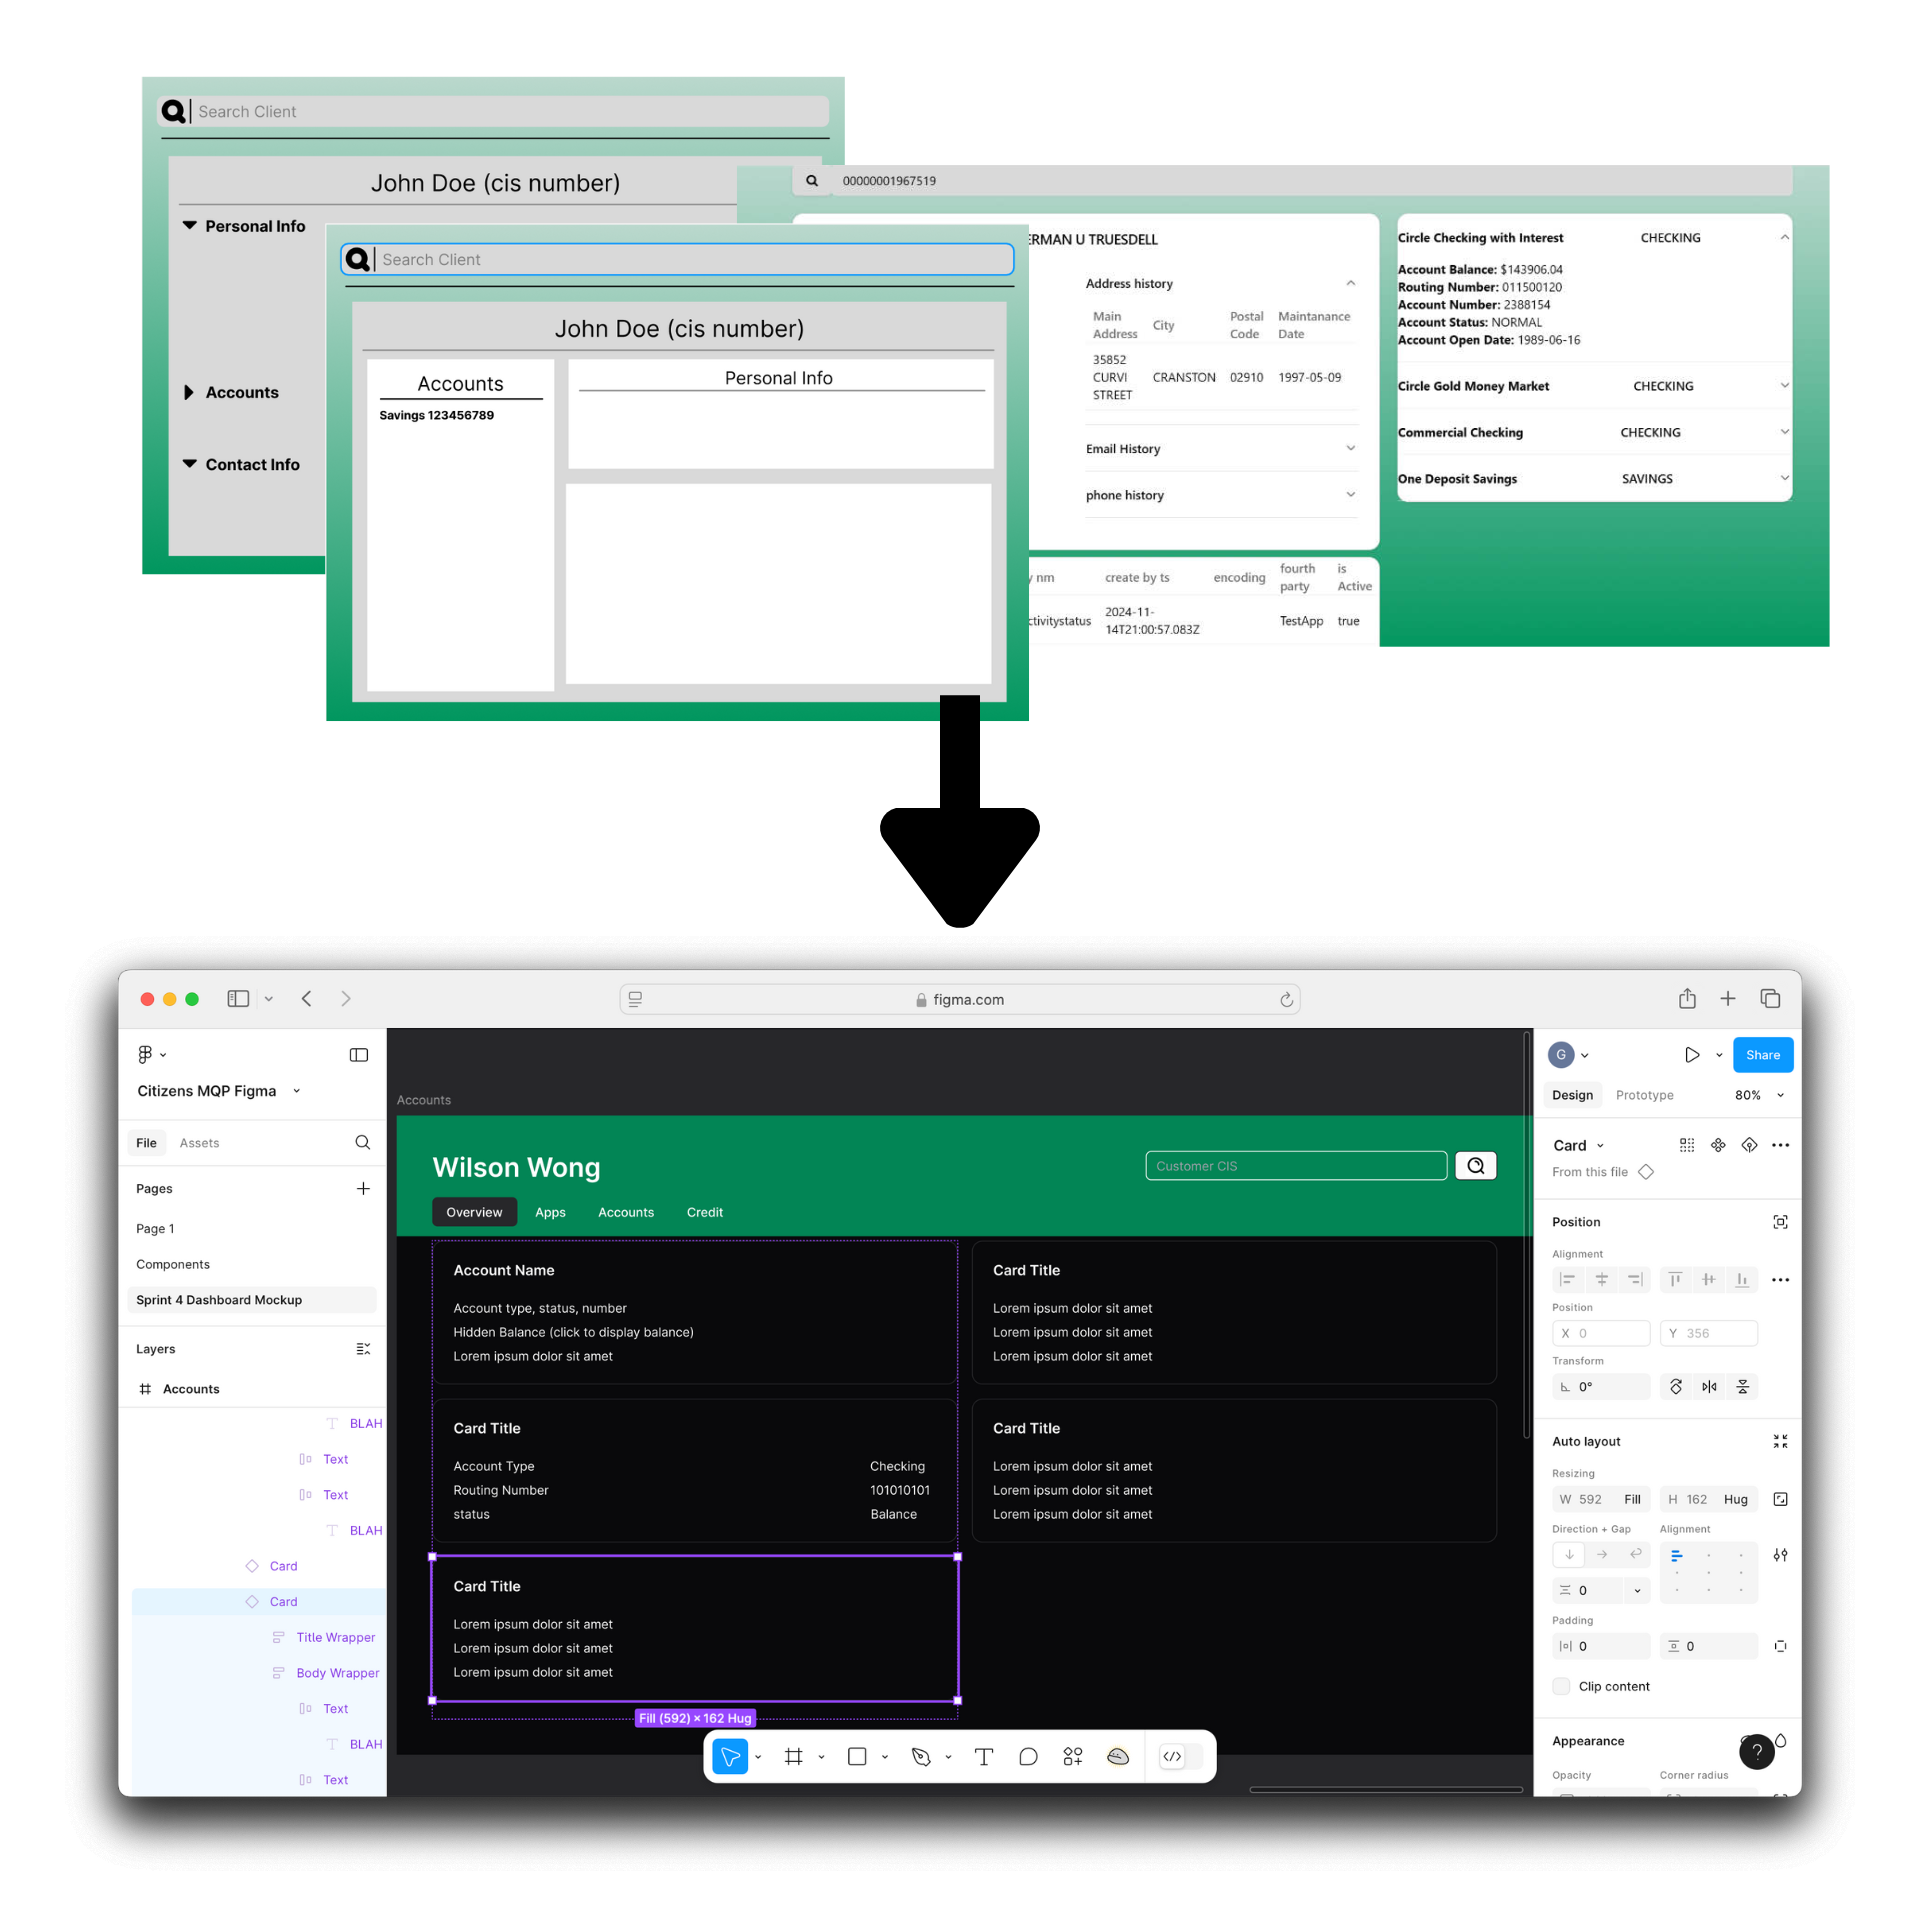 Search Client
John Doe (cis number)
Personal Info
Accounts
Contact Info
Search Client
John Doe (cis number)
Accounts
Savings 123456789
Personal Info
00000001967519
ERMAN U TRUESDELL
Address history
Main Address City Postal Code Maintanance Date
35852 CURVI STREET CRANSTON 02910 1997-05-09
Email History
phone history
y nm create by ts encoding fourth party is Active
ctivitystatus 2024-11-14T21:00:57.083Z TestApp true
Circle Checking with Interest CHECKING
Account Balance: $143906.04
Routing Number: 011500120
Account Number: 2388154
Account Status: NORMAL
Account Open Date: 1989-06-16
Circle Gold Money Market CHECKING
Commercial Checking CHECKING
One Deposit Savings SAVINGS
figma.com
Citizens MQP Figma
File Assets
Pages
Page 1
Components
Sprint 4 Dashboard Mockup
Layers
Accounts
BLAH
Text
Text
BLAH
Card
Card
Title Wrapper
Body Wrapper
Text
BLAH
Text
Accounts
Wilson Wong
Customer CIS
Overview Apps Accounts Credit
Account Name
Account type, status, number
Hidden Balance (click to display balance)
Lorem ipsum dolor sit amet
Card Title
Lorem ipsum dolor sit amet
Lorem ipsum dolor sit amet
Lorem ipsum dolor sit amet
Card Title
Account Type Checking
Routing Number 101010101
status Balance
Card Title
Lorem ipsum dolor sit amet
Lorem ipsum dolor sit amet
Lorem ipsum dolor sit amet
Card Title
Lorem ipsum dolor sit amet
Lorem ipsum dolor sit amet
Lorem ipsum dolor sit amet
Fill (592) × 162 Hug
G
Share
Design Prototype 80%
Card
From this file
Position
Alignment
Position
X 0 Y 356
Transform
0°
Auto layout
Resizing
W 592 Fill H 162 Hug
Direction + Gap Alignment
0
Padding
0 0
Clip content
Appearance
?
Opacity Corner radius